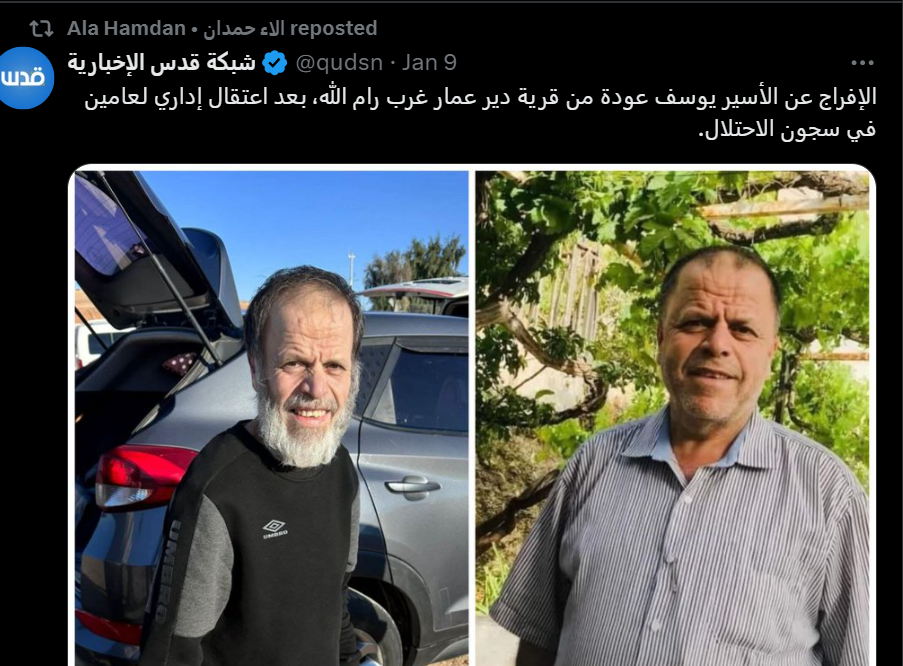 Ala Hamdan • الاء حمدان reposted
قدس
شبكة قدس الإخبارية @qudsn · Jan 9
الإفراج عن الأسير يوسف عودة من قرية دير عمار غرب رام الله، بعد اعتقال إداري لعامين
في سجون الاحتلال.
UMBRO